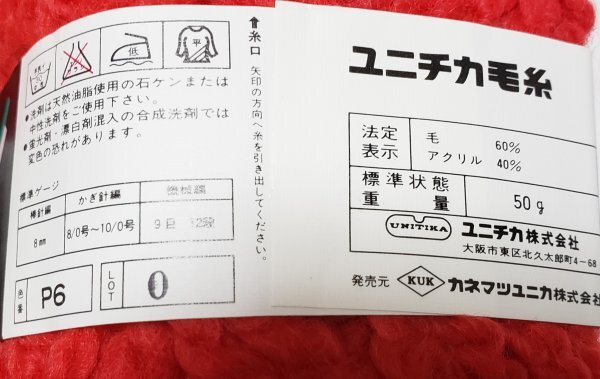 低
平
●洗剤は天然油脂使用の石ケンまたは
中性洗剤をご使用下さい。
●蛍光剤・漂白剤混入の合成洗剤では
変色の恐れがあります。
標準ゲージ
棒針編 かぎ針編 機械編
8mm 8/0号~10/0号 9目 12段
色番 P6 LOT 0
糸口
矢印の方向へ糸を引き出してください。
ユニチカ毛糸
法定表示 毛 60%
アクリル 40%
標準状態
重量 50g
UNITIKA ユニチカ株式会社
大阪市東区北久太郎町4-68
発売元 KUK カネマツユニカ株式会